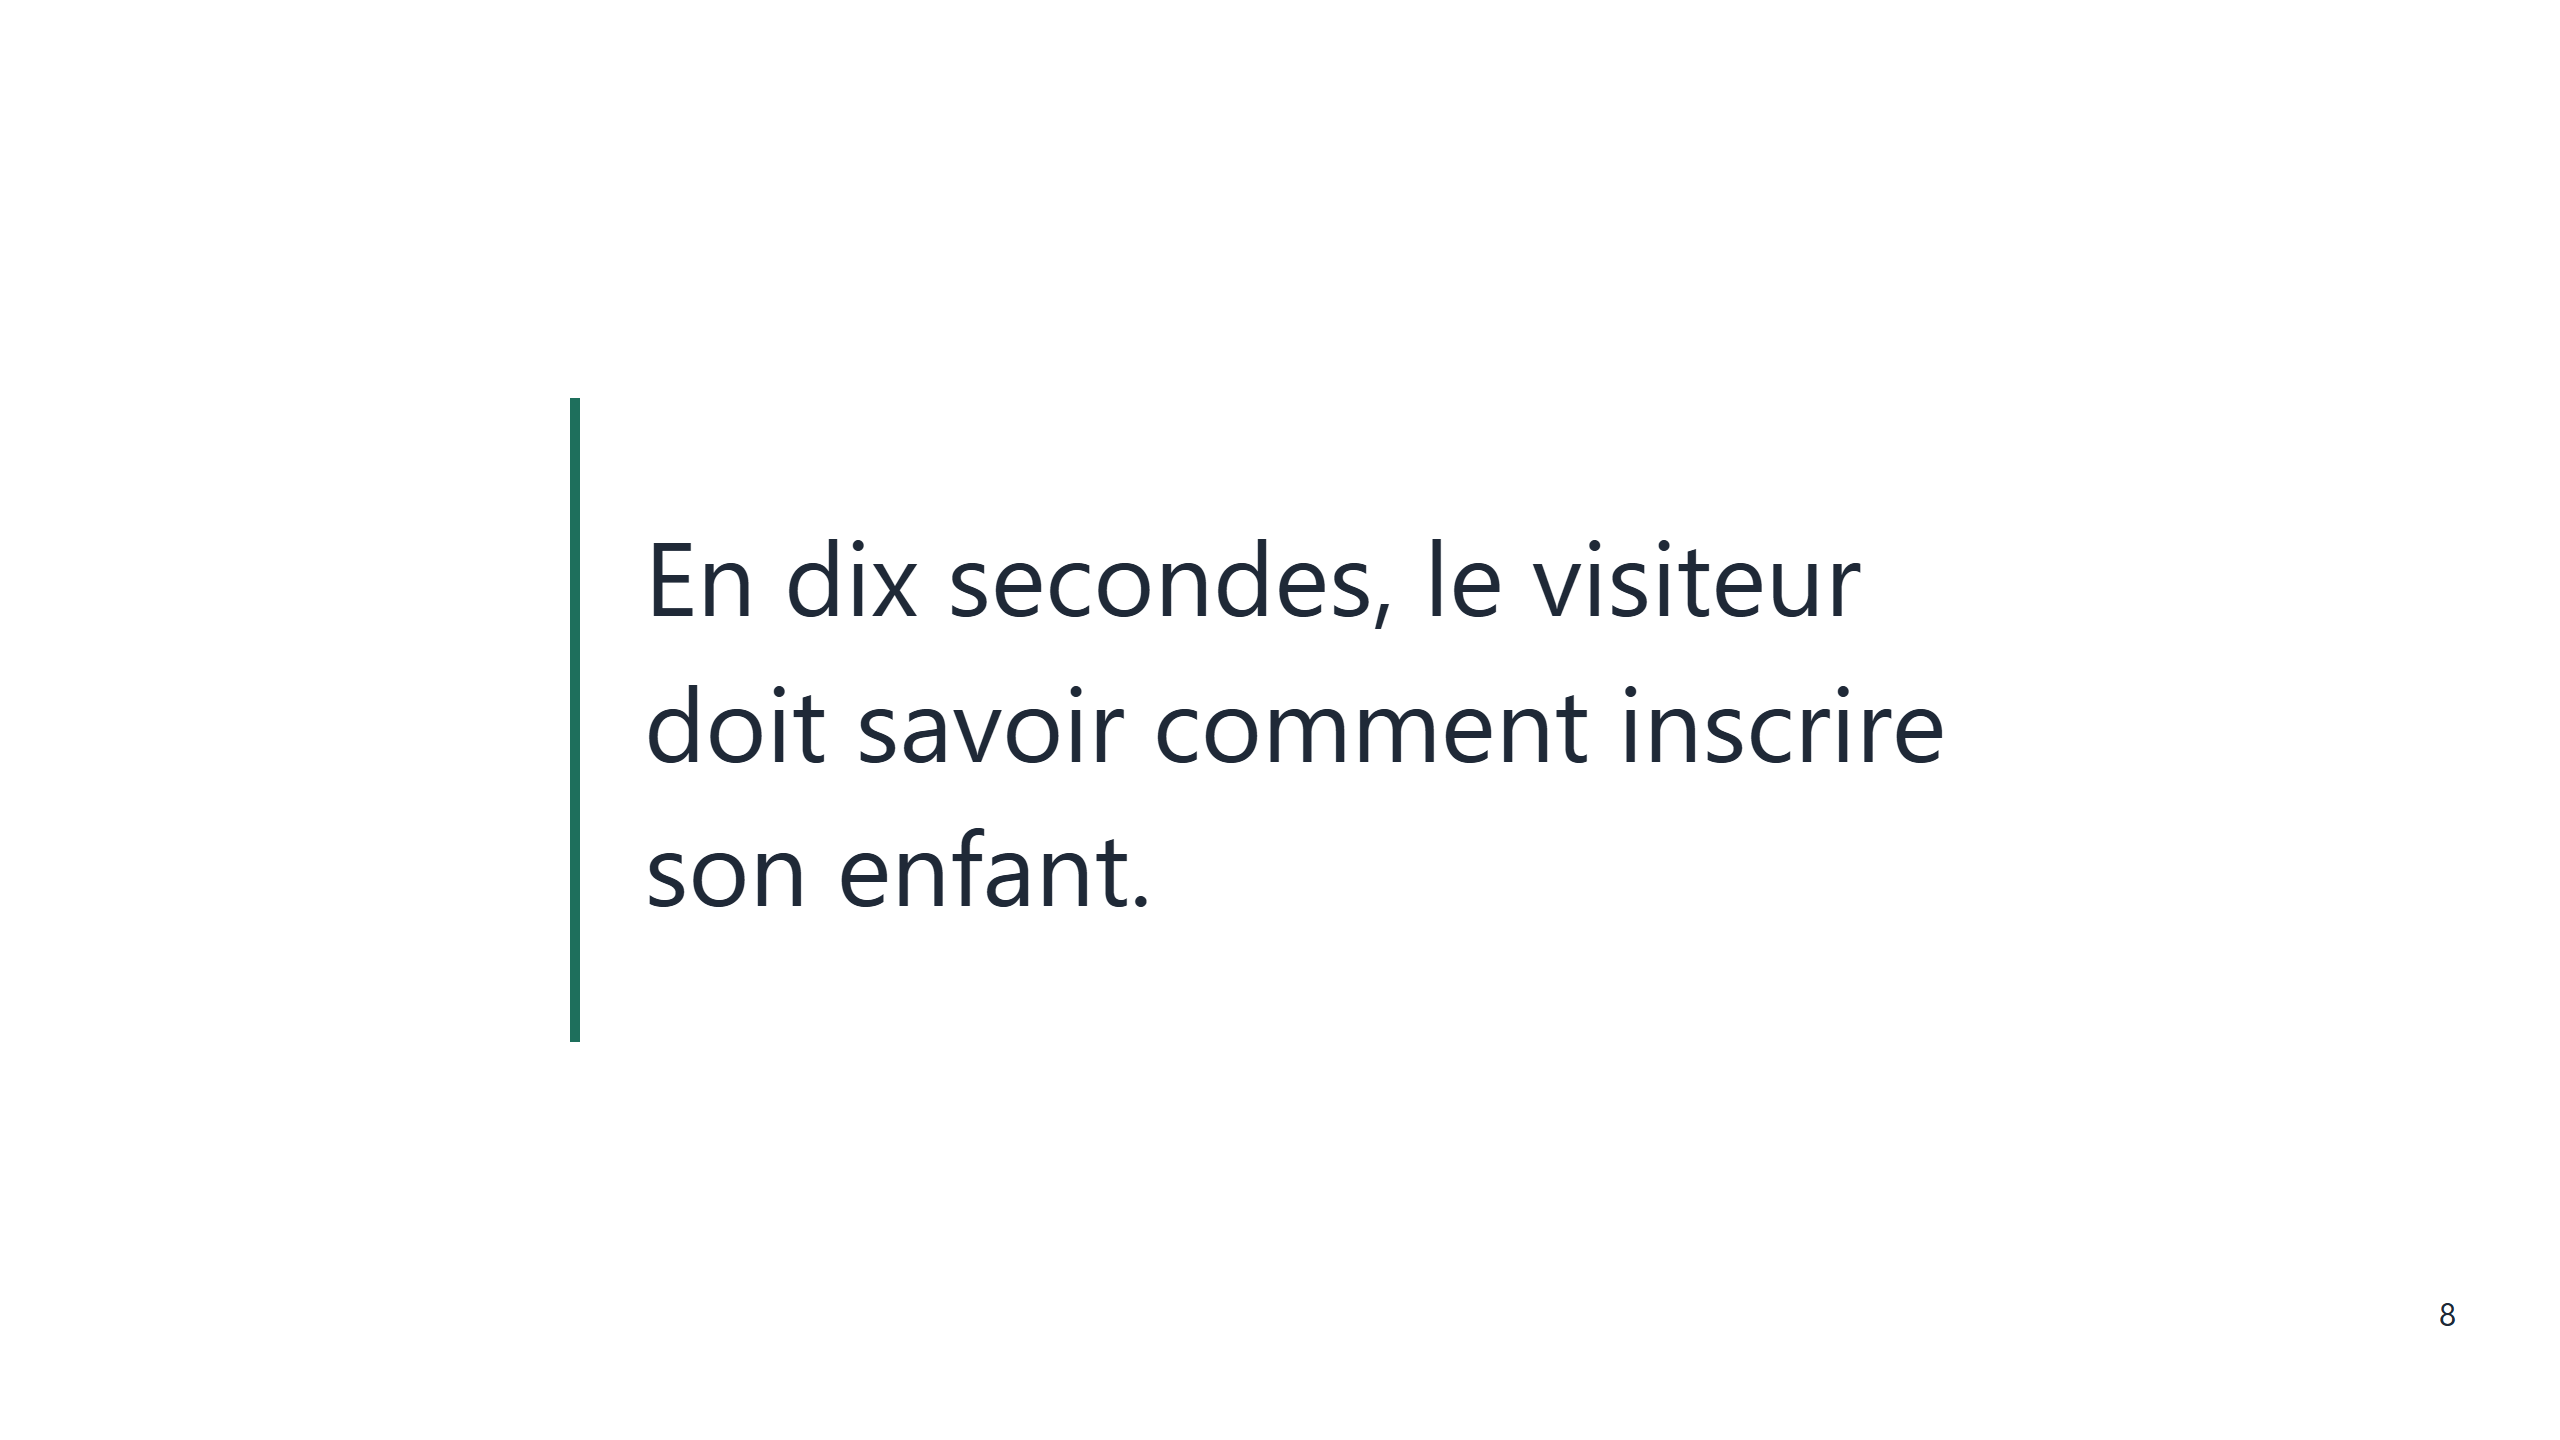 En dix secondes, le visiteur
doit savoir comment inscrire
son enfant.
8